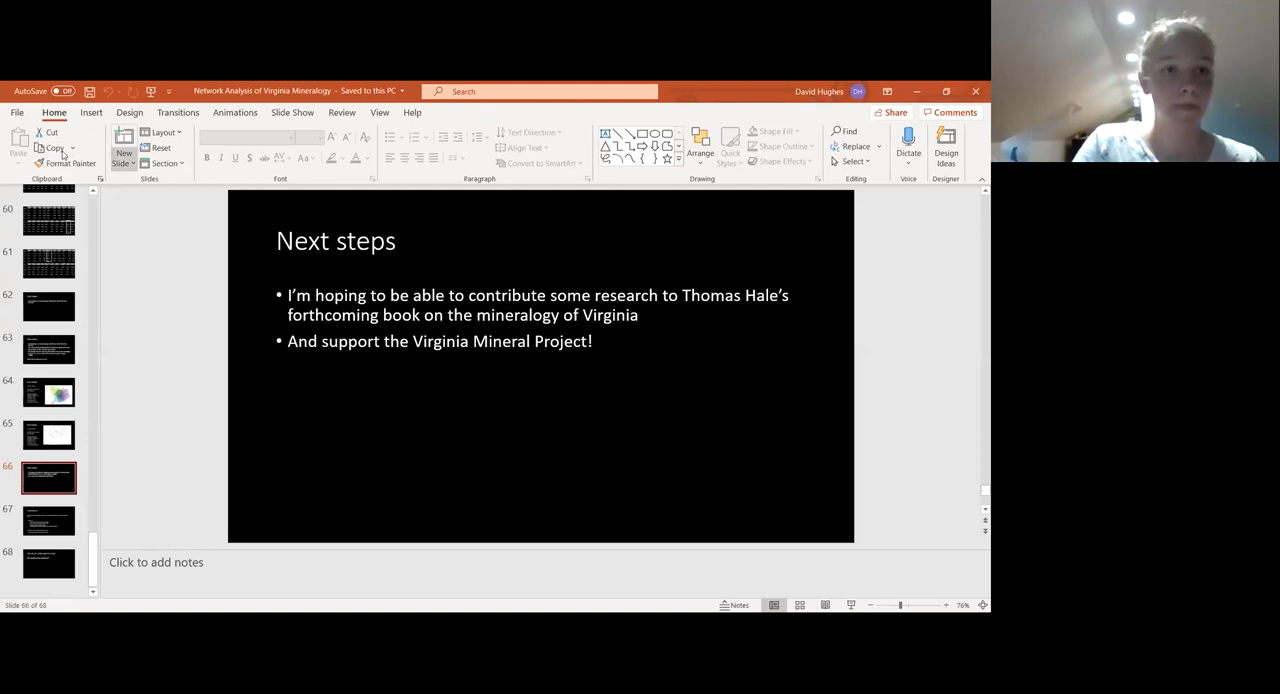 AutoSave Off
Network Analysis of Virginia Mineralogy - Saved to this PC
Search
David Hughes
DH
File Home Insert Design Transitions Animations Slide Show Review View Help
Share
Comments
Paste
Cut
Copy
Format Painter
Clipboard
New
Slide
Layout
Reset
Section
Slides
Font
Paragraph
Text Direction
Align Text
Convert to SmartArt
Arrange
Quick
Styles
Shape Fill
Shape Outline
Shape Effects
Drawing
Find
Replace
Select
Editing
Dictate
Voice
Design
Ideas
Designer
60
61
62
63
64
65
66
67
68
Next steps
• I'm hoping to be able to contribute some research to Thomas Hale's
forthcoming book on the mineralogy of Virginia
• And support the Virginia Mineral Project!
Click to add notes
Slide 66 of 68
Notes
76%